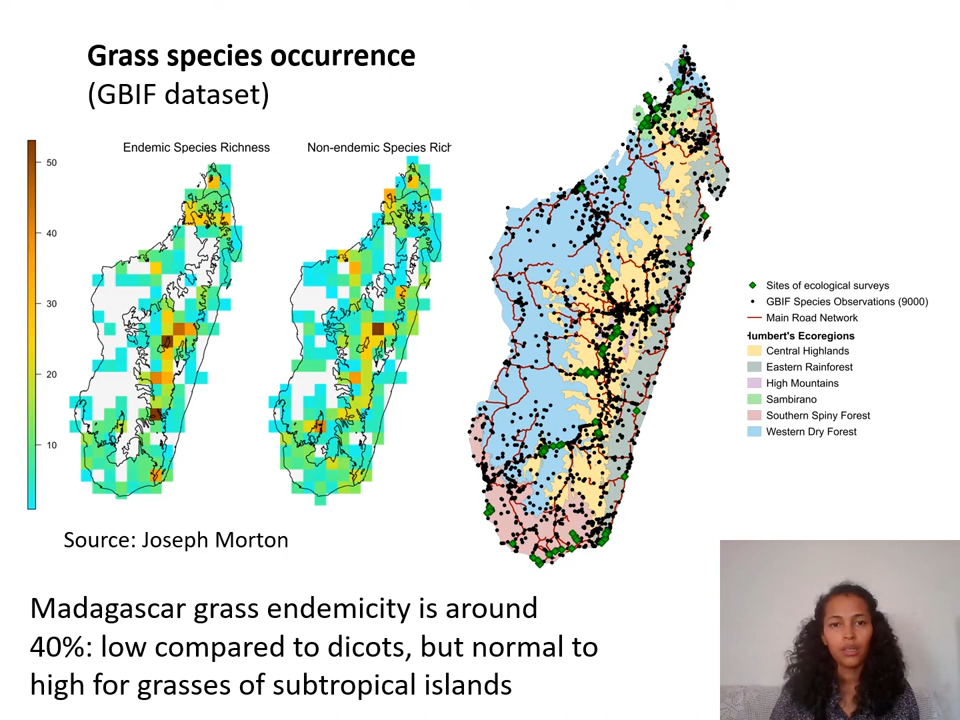 Grass species occurrence
(GBIF dataset)
Endemic Species Richness
Non-endemic Species Rich
50
40
30
20
10
Sites of ecological surveys
GBIF Species Observations (9000)
Main Road Network
Humbert's Ecoregions
Central Highlands
Eastern Rainforest
High Mountains
Sambirano
Southern Spiny Forest
Western Dry Forest
Source: Joseph Morton
Madagascar grass endemicity is around
40%: low compared to dicots, but normal to
high for grasses of subtropical islands